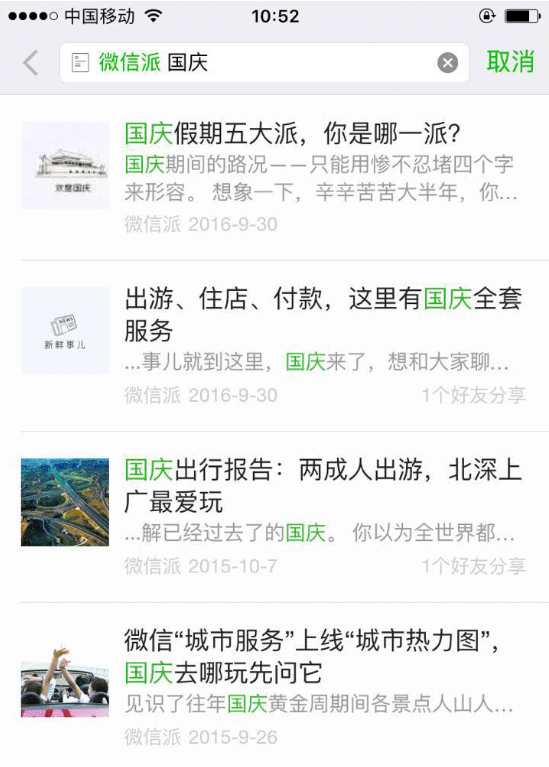 中国移动 10:52
微信派 国庆 取消
国庆假期五大派，你是哪一派？
国庆期间的路况——只能用惨不忍堵四个字
来形容。 想象一下，辛辛苦苦大半年，你...
欢度国庆
微信派 2016-9-30
出游、住店、付款，这里有国庆全套
服务
NEWS
新鲜事儿
...事儿就到这里，国庆来了，想和大家聊...
微信派 2016-9-30 1个好友分享
国庆出行报告：两成人出游，北深上
广最爱玩
...解已经过去了的国庆。 你以为全世界都...
微信派 2015-10-7 1个好友分享
微信“城市服务”上线“城市热力图”，
国庆去哪玩先问它
见识了往年国庆黄金周期间各景点人山人...
微信派 2015-9-26